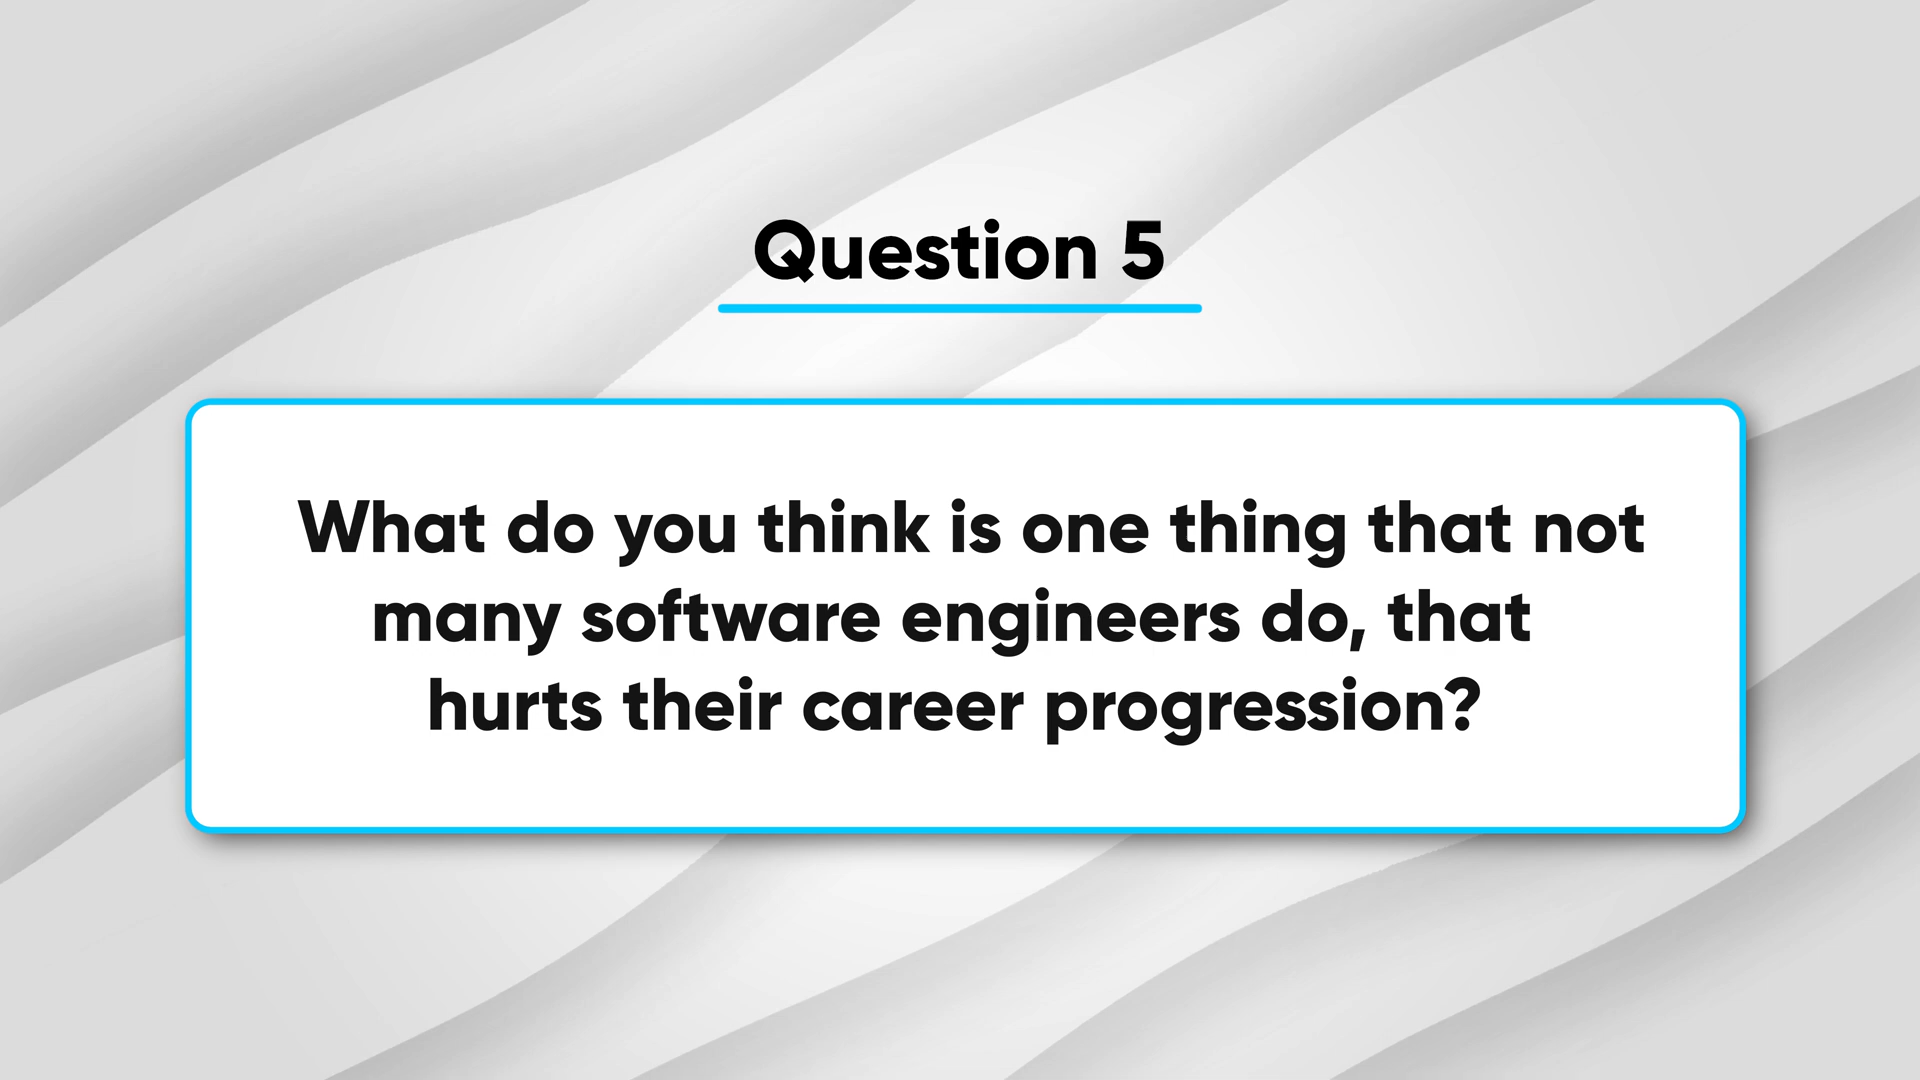 Question 5
What do you think is one thing that not
many software engineers do, that
hurts their career progression?